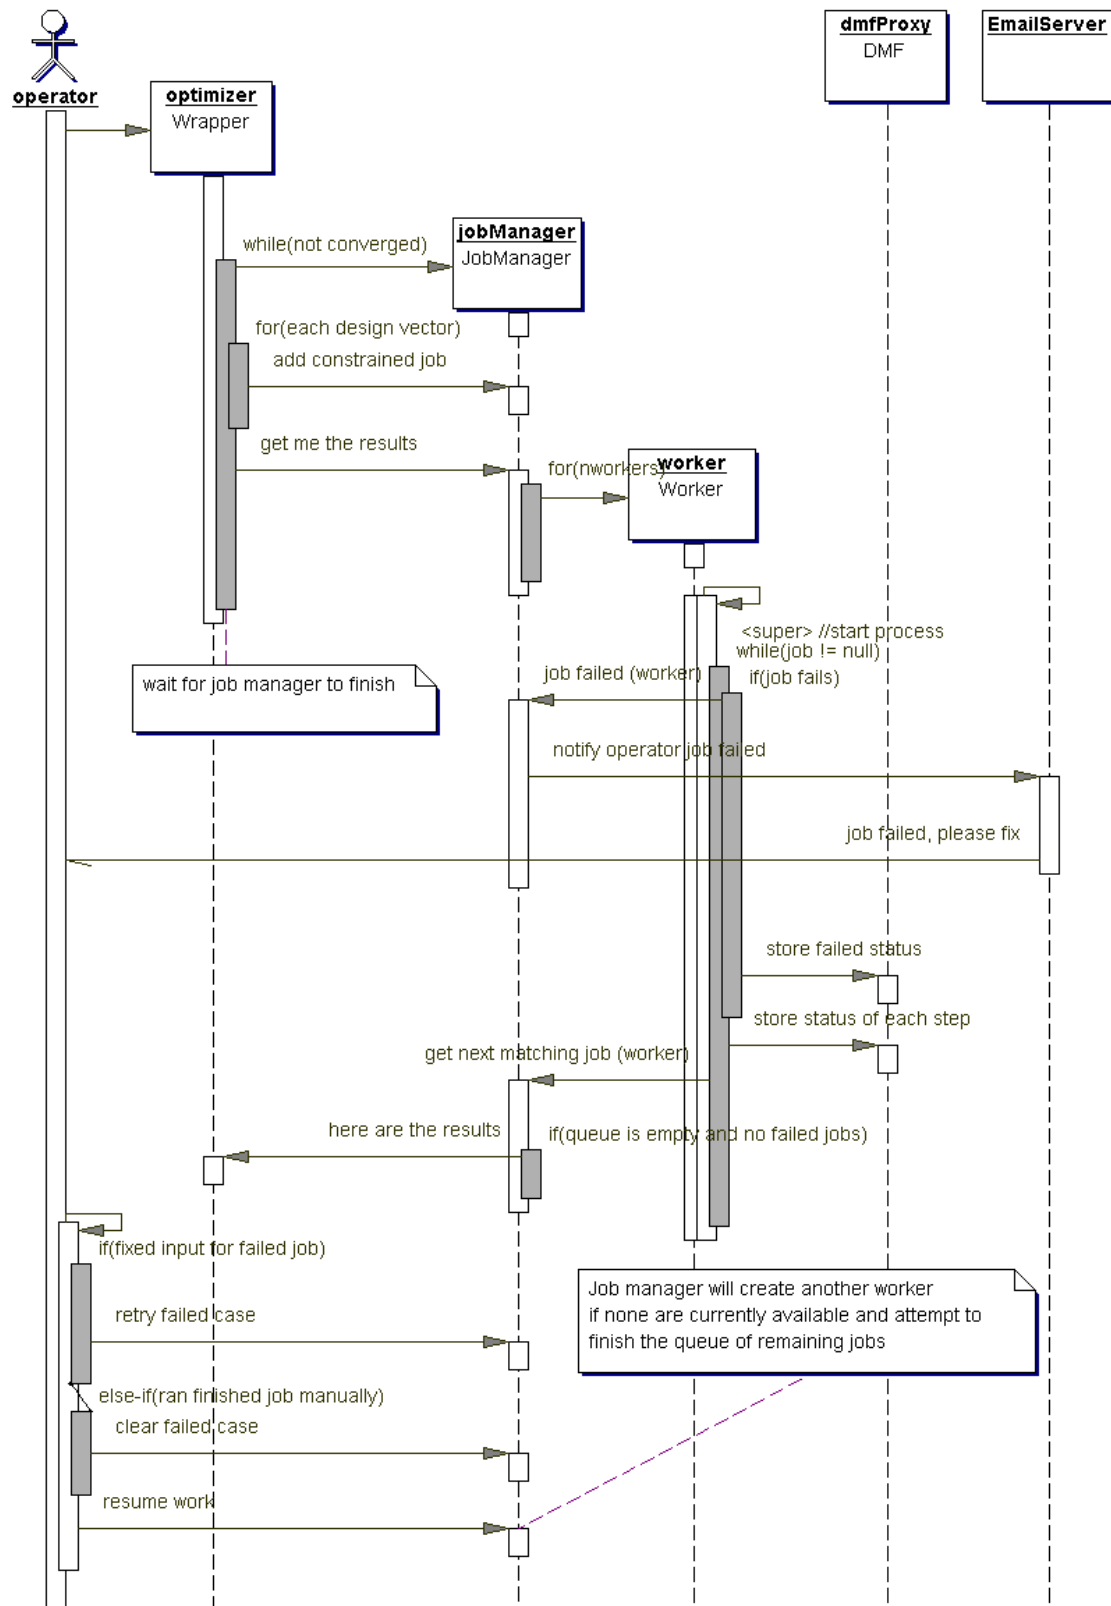 dmfProxy
DMF
EmailServer
operator
optimizer
Wrapper
jobManager
JobManager
while(not converged)
for(each design vector)
add constrained job
get me the results
for(nworkers)
worker
Worker
<super> //start process
while(job != null)
job failed (worker)
if(job fails)
wait for job manager to finish
notify operator job failed
job failed, please fix
store failed status
store status of each step
get next matching job (worker)
here are the results
if(queue is empty and no failed jobs)
if(fixed input for failed job)
Job manager will create another worker
if none are currently available and attempt to
finish the queue of remaining jobs
retry failed case
else-if(ran finished job manually)
clear failed case
resume work